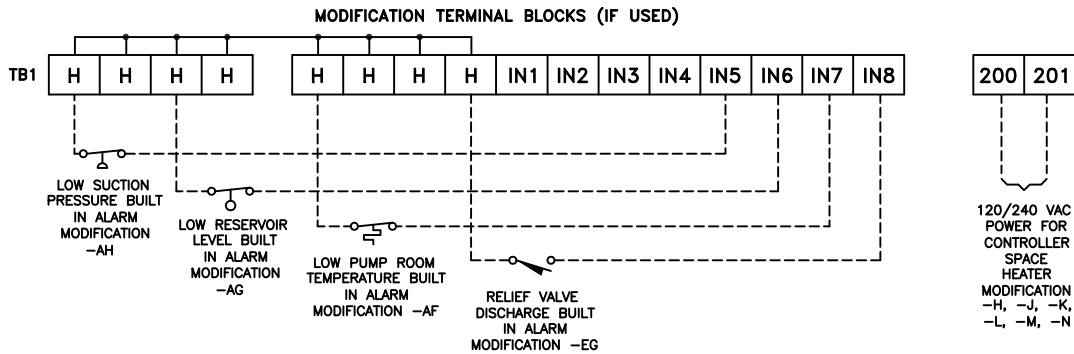 MODIFICATION TERMINAL BLOCKS (IF USED)
TB1 H H H H H H H H IN1 IN2 IN3 IN4 IN5 IN6 IN7 IN8 200 201
LOW SUCTION
PRESSURE BUILT
IN ALARM
MODIFICATION
-AH
LOW RESERVOIR
LEVEL BUILT
IN ALARM
MODIFICATION
-AG
LOW PUMP ROOM
TEMPERATURE BUILT
IN ALARM
MODIFICATION -AF
RELIEF VALVE
DISCHARGE BUILT
IN ALARM
MODIFICATION -EG
120/240 VAC
POWER FOR
CONTROLLER
SPACE
HEATER
MODIFICATION
-H, -J, -K,
-L, -M, -N